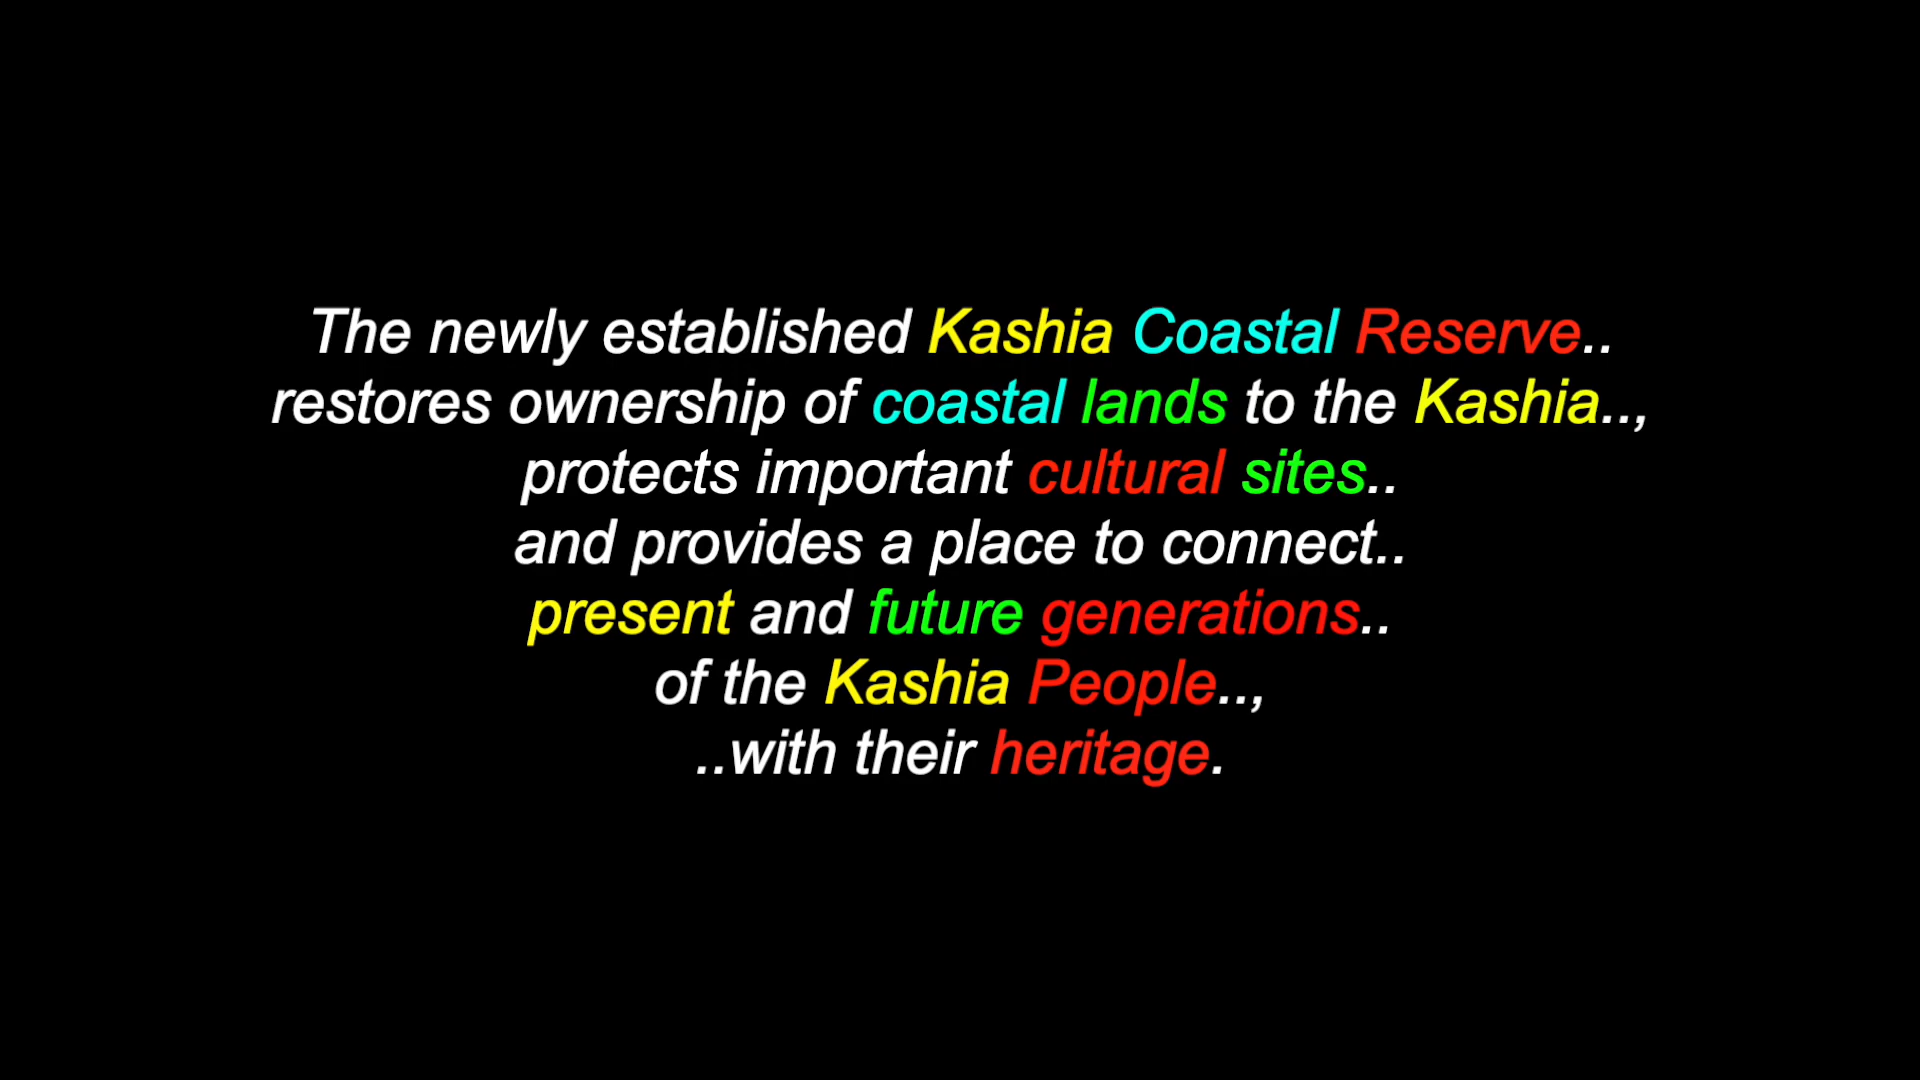 The newly established Kashia Coastal Reserve..
restores ownership of coastal lands to the Kashia..,
protects important cultural sites..
and provides a place to connect..
present and future generations..
of the Kashia People..,
..with their heritage.